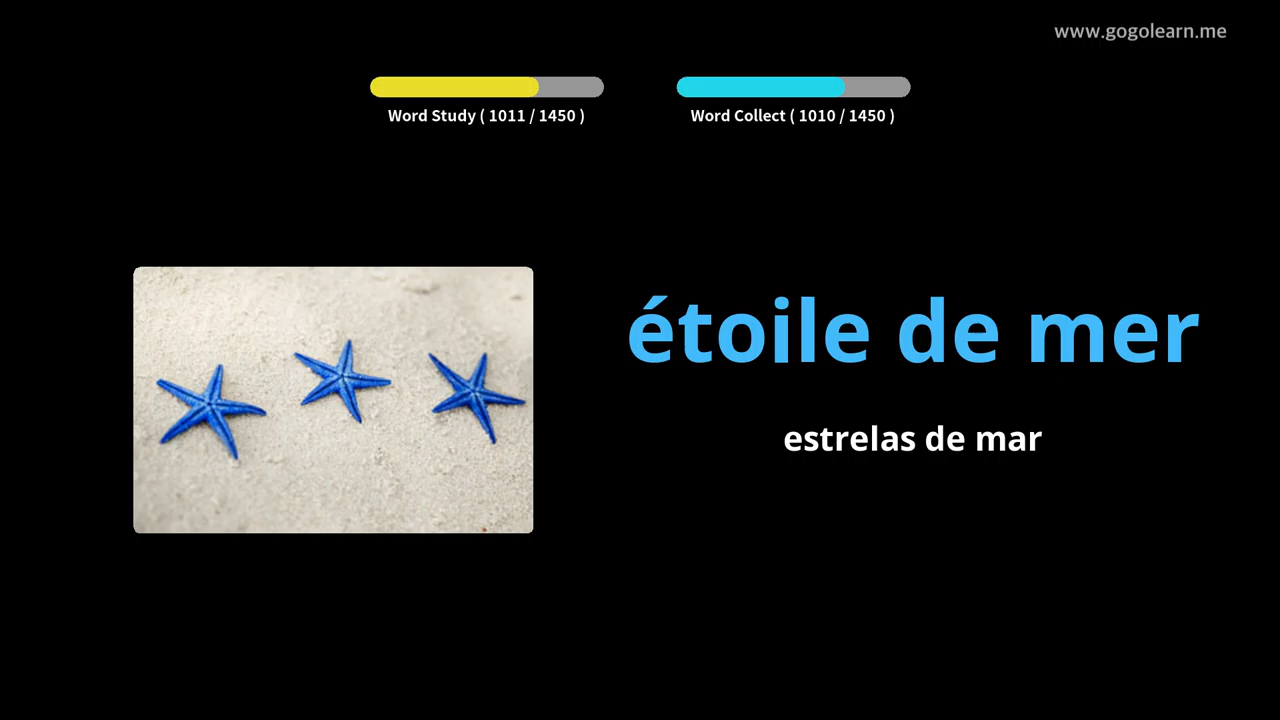 www.gogolearn.me
Word Study ( 1011 / 1450 )
Word Collect ( 1010 / 1450 )
étoile de mer
estrelas de mar